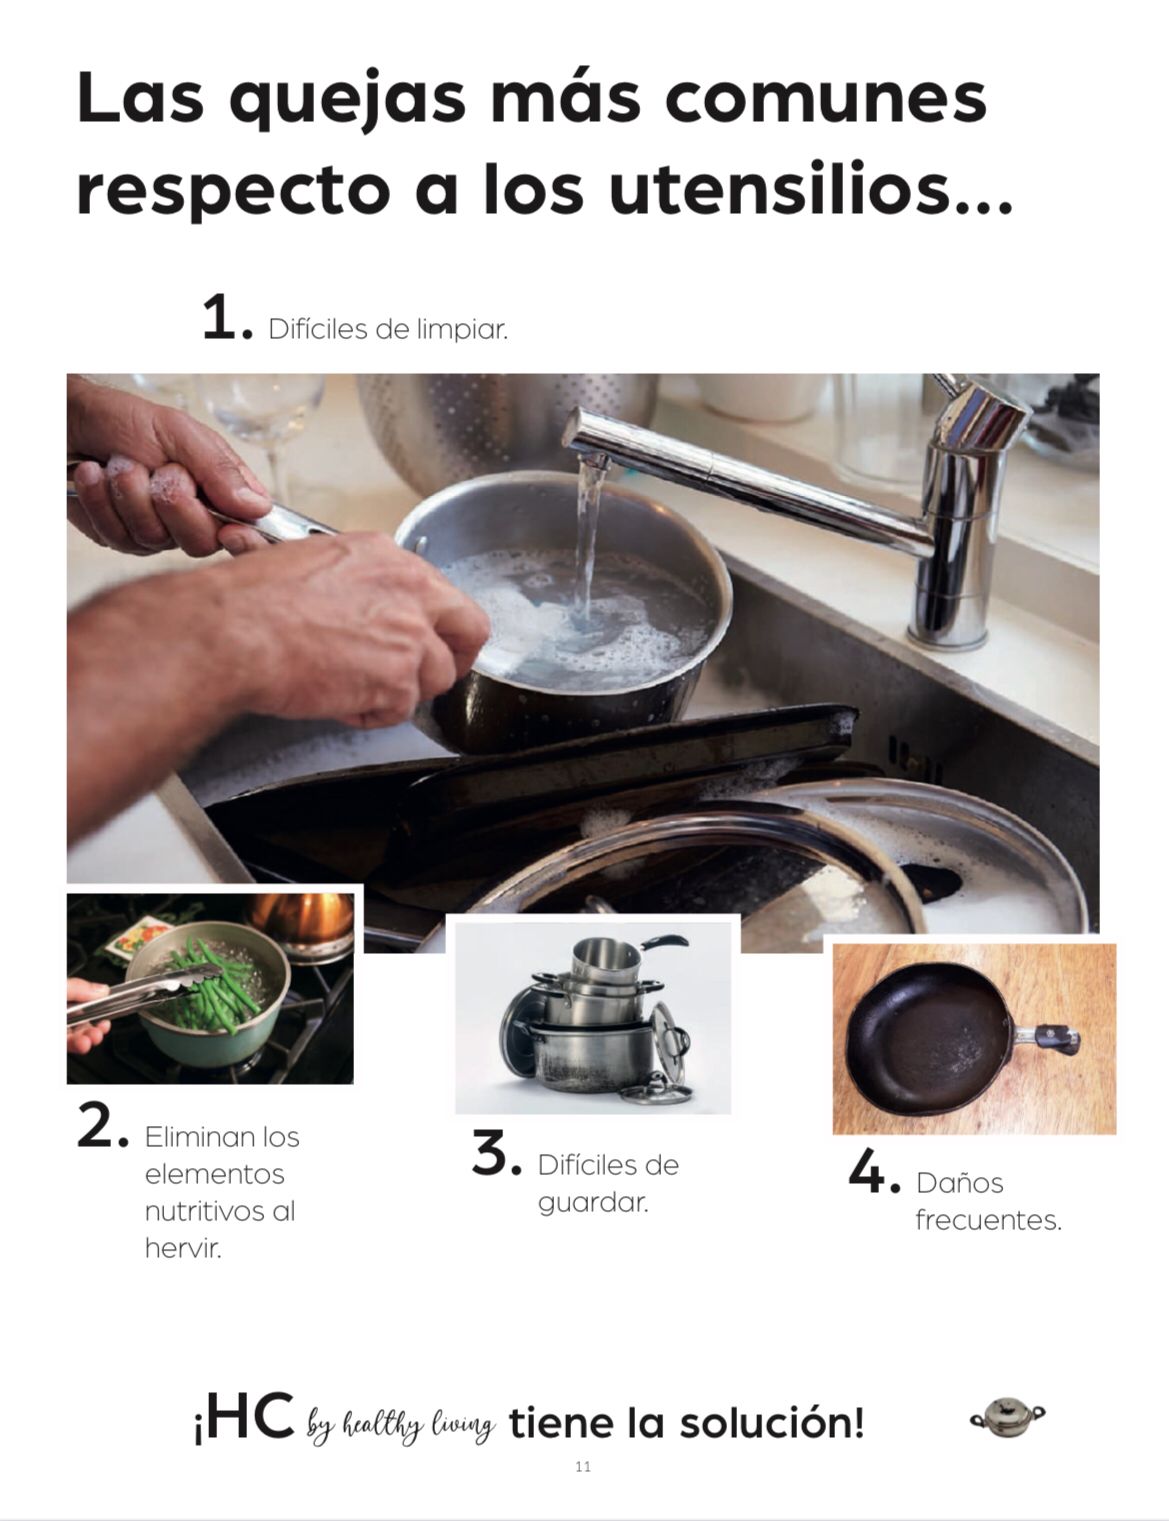 Las quejas más comunes
respecto a los utensilios...
1. Difíciles de limpiar.
2. Eliminan los
elementos
nutritivos al
hervir.
3. Difíciles de
guardar.
4. Daños
frecuentes.
¡HC by healthy living tiene la solución!
11